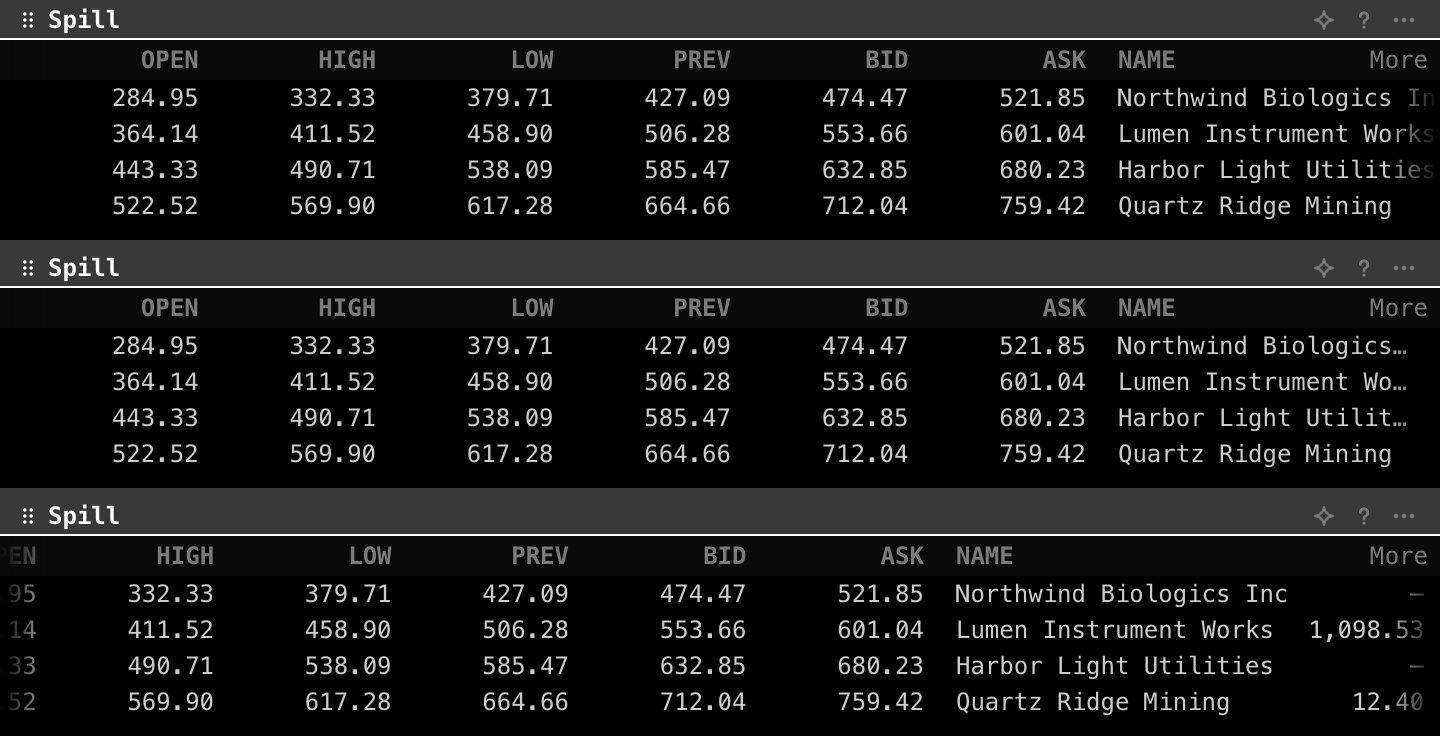 Spill ?
OPEN HIGH LOW PREV BID ASK NAME More
284.95 332.33 379.71 427.09 474.47 521.85 Northwind Biologics In
364.14 411.52 458.90 506.28 553.66 601.04 Lumen Instrument Works
443.33 490.71 538.09 585.47 632.85 680.23 Harbor Light Utilities
522.52 569.90 617.28 664.66 712.04 759.42 Quartz Ridge Mining
Spill ?
OPEN HIGH LOW PREV BID ASK NAME More
284.95 332.33 379.71 427.09 474.47 521.85 Northwind Biologics…
364.14 411.52 458.90 506.28 553.66 601.04 Lumen Instrument Wo…
443.33 490.71 538.09 585.47 632.85 680.23 Harbor Light Utilit…
522.52 569.90 617.28 664.66 712.04 759.42 Quartz Ridge Mining
Spill ?
EN HIGH LOW PREV BID ASK NAME More
95 332.33 379.71 427.09 474.47 521.85 Northwind Biologics Inc —
14 411.52 458.90 506.28 553.66 601.04 Lumen Instrument Works 1,098.53
33 490.71 538.09 585.47 632.85 680.23 Harbor Light Utilities —
52 569.90 617.28 664.66 712.04 759.42 Quartz Ridge Mining 12.40